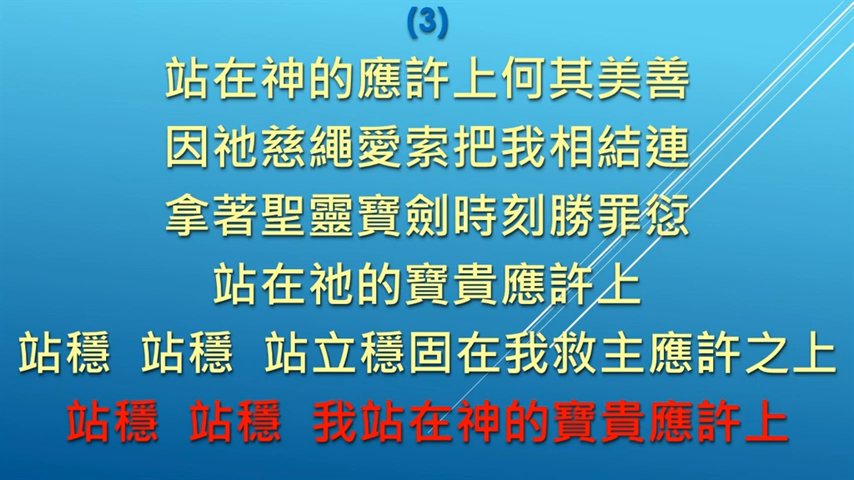 (3)
站在神的應許上何其美善
因祂慈繩愛索把我相結連
拿著聖靈寶劍時刻勝罪愆
站在祂的寶貴應許上
站穩 站穩 站立穩固在我救主應許之上
站穩 站穩 我站在神的寶貴應許上